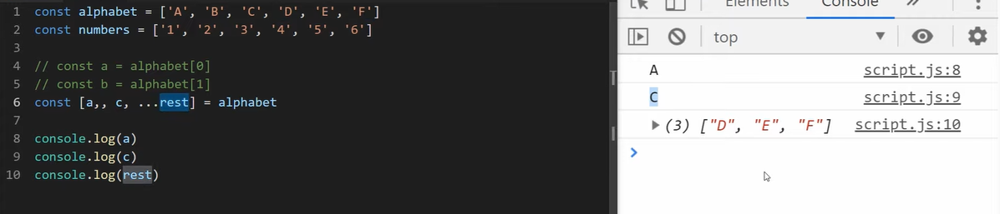 1 const alphabet = ['A', 'B', 'C', 'D', 'E', 'F']
2 const numbers = ['1', '2', '3', '4', '5', '6']
3
4 // const a = alphabet[0]
5 // const b = alphabet[1]
6 const [a,, c, ...rest] = alphabet
7
8 console.log(a)
9 console.log(c)
10 console.log(rest)
Elements Console
top
A script.js:8
C script.js:9
(3) ["D", "E", "F"] script.js:10